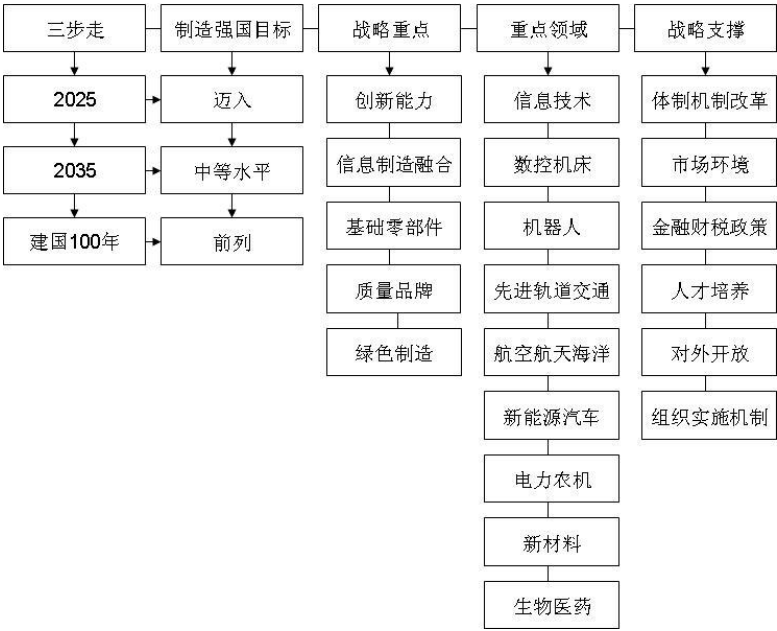 三步走
制造强国目标
战略重点
重点领域
战略支撑
2025
迈入
创新能力
信息技术
体制机制改革
2035
中等水平
信息制造融合
数控机床
市场环境
建国100年
前列
基础零部件
机器人
金融财税政策
质量品牌
先进轨道交通
人才培养
绿色制造
航空航天海洋
对外开放
新能源汽车
组织实施机制
电力农机
新材料
生物医药